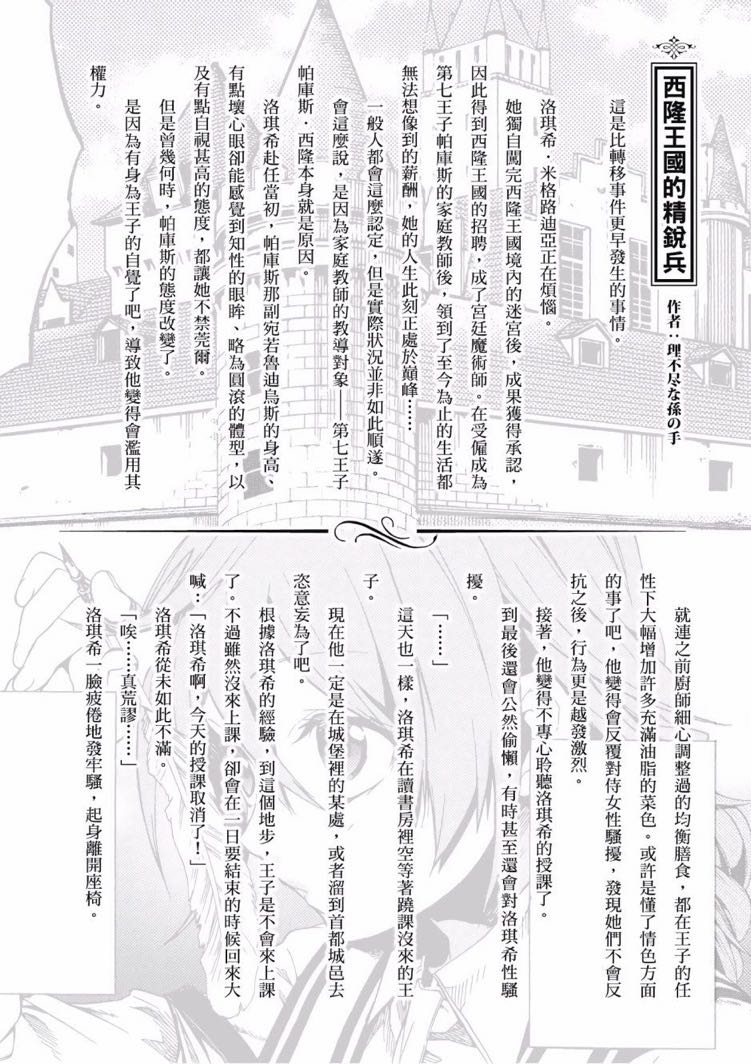 西隆王國的精銳兵
作者：理不尽な孫の手
這是比轉移事件更早發生的事情。
洛琪希．米格路迪亞正在煩惱。
她獨自闖完西隆王國境內的迷宮後，成果獲得承認，
因此得到西隆王國的招聘，成了宮廷魔術師。在受僱成為
第七王子帕庫斯的家庭教師後，領到了至今為止的生活都
無法想像到的薪酬，她的人生此刻正處於巔峰……
一般人都會這麼認定，但是實際狀況並非如此順遂。
會這麼說，是因為家庭教師的教導對象——第七王子
帕庫斯．西隆本身就是原因。
洛琪希赴任當初，帕庫斯那副宛若魯迪烏斯的身高、
有點壞心眼卻能感覺到知性的眼眸、略為圓滾的體型，以
及有點自視甚高的態度，都讓她不禁莞爾。
但是曾幾何時，帕庫斯的態度改變了。
是因為有身為王子的自覺了吧，導致他變得會濫用其
權力。
就連之前廚師細心調整過的均衡膳食，都在王子的任
性下大幅增加許多充滿油脂的菜色。或許是懂了情色方面
的事了吧，他變得會反覆對侍女性騷擾，發現她們不會反
抗之後，行為更是越發激烈。
接著，他變得不專心聆聽洛琪希的授課了。
到最後還會公然偷懶，有時甚至還會對洛琪希性騷
擾。
「……」
這天也一樣，洛琪希在讀書房裡空等著蹺課沒來的王
子。
現在他一定是在城堡裡的某處，或者溜到首都城邑去
恣意妄為了吧。
根據洛琪希的經驗，到這個地步，王子是不會來上課
了。不過雖然沒來上課，卻會在一日要結束的時候回來大
喊：「洛琪希啊，今天的授課取消了！」
洛琪希從未如此不滿。
「唉……真荒謬……」
洛琪希一臉疲倦地發牢騷，起身離開座椅。